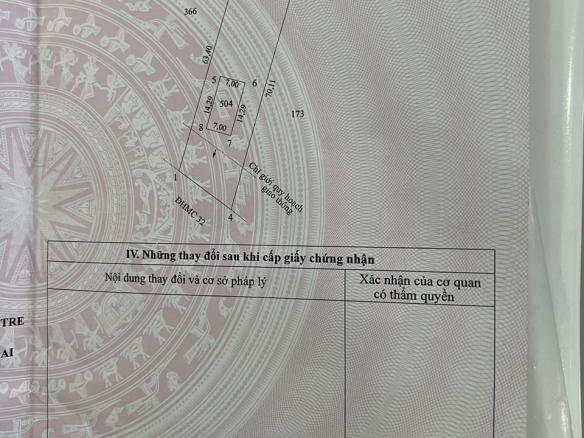 366
63,40
70,11
5
7,00
6
14,29
504
14,29
173
8
7,00
7
1
Chỉ giới quy hoạch
giao thông
ĐHMC 32
4
IV. Những thay đổi sau khi cấp giấy chứng nhận
Nội dung thay đổi và cơ sở pháp lý
Xác nhận của cơ quan
có thẩm quyền
TRE
AI